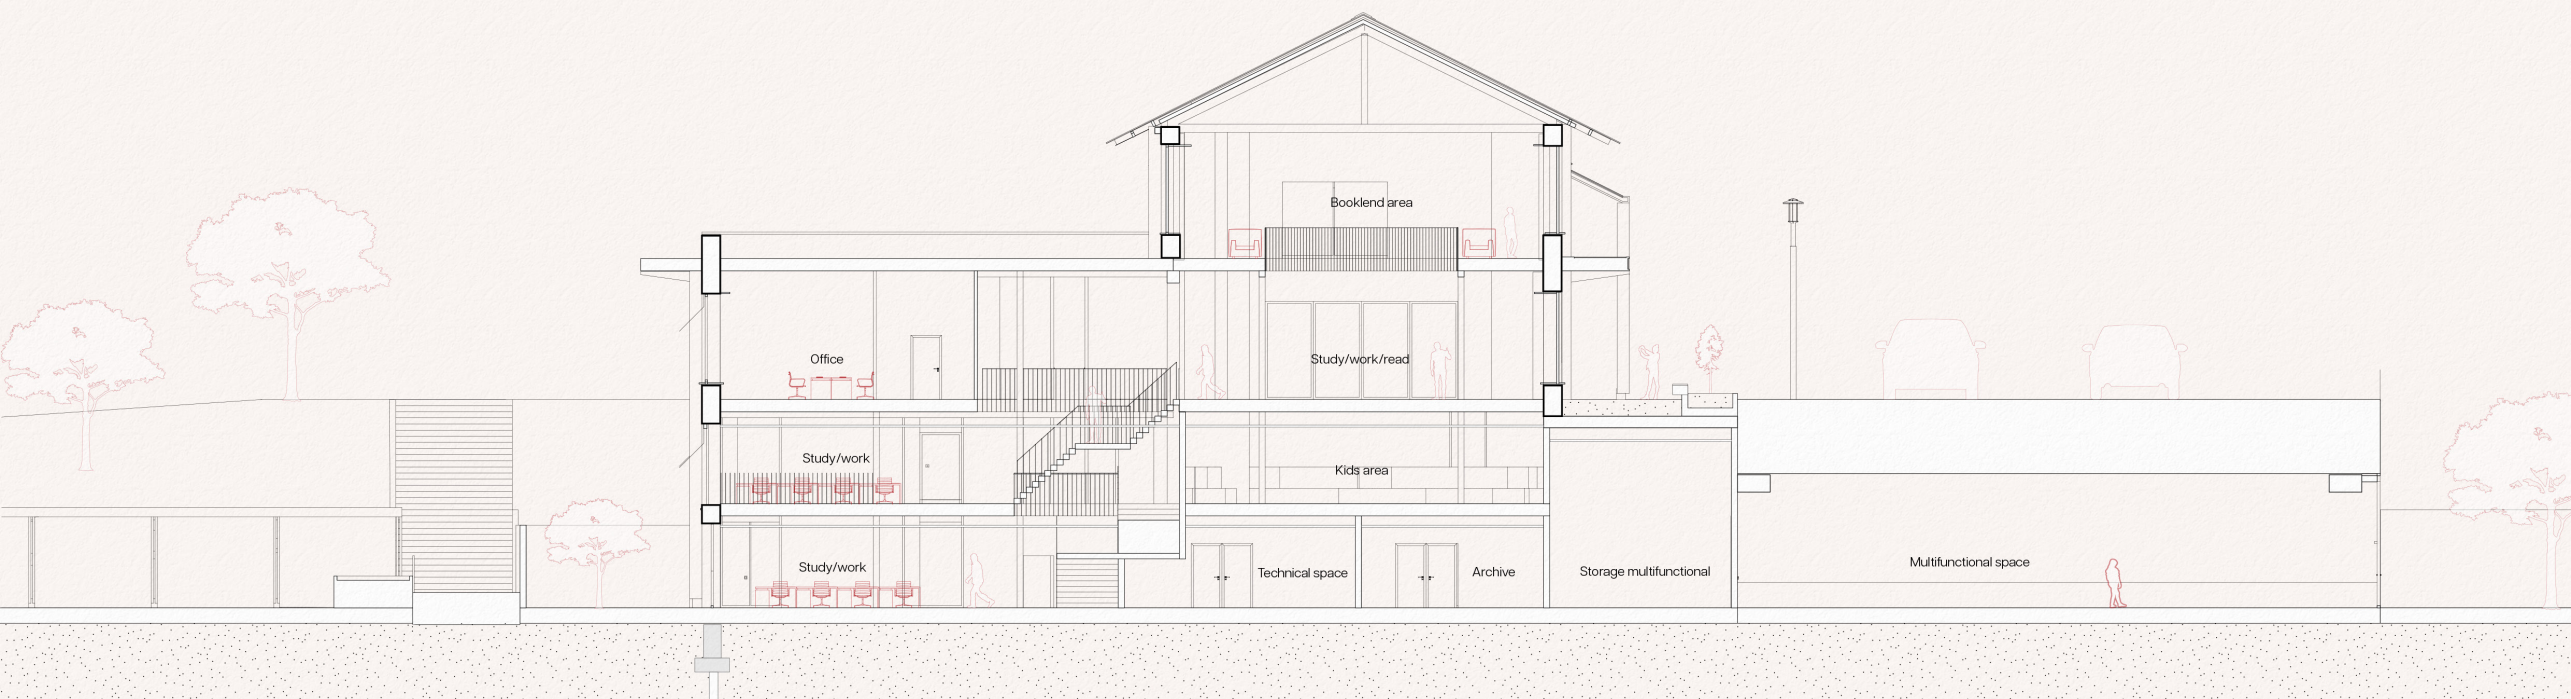 Booklend area
Office
Study/work/read
Study/work
Kids area
Study/work
Technical space
Archive
Storage multifunctional
Multifunctional space